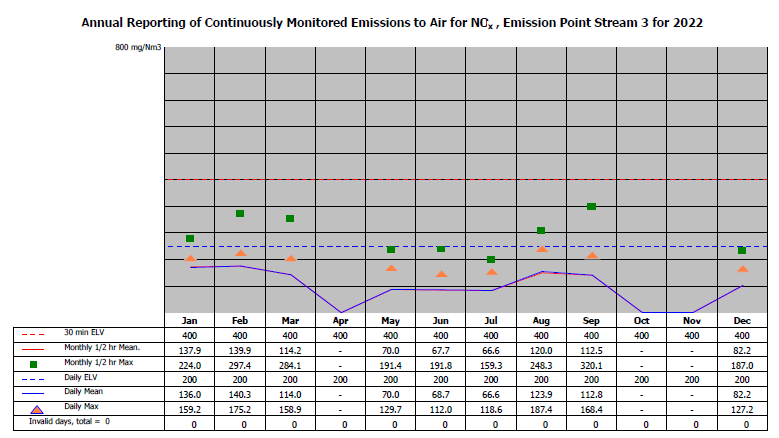 Annual Reporting of Continuously Monitored Emissions to Air for NOx , Emission Point Stream 3 for 2022
800 mg/Nm3
Jan Feb Mar Apr May Jun Jul Aug Sep Oct Nov Dec
30 min ELV 400 400 400 400 400 400 400 400 400 400 400 400
Monthly 1/2 hr Mean. 137.9 139.9 114.2 - 70.0 67.7 66.6 120.0 112.5 - - 82.2
Monthly 1/2 hr Max 224.0 297.4 284.1 - 191.4 191.8 159.3 248.3 320.1 - - 187.0
Daily ELV 200 200 200 200 200 200 200 200 200 200 200 200
Daily Mean 136.0 140.3 114.0 - 70.0 68.7 66.6 123.9 112.8 - - 82.2
Daily Max 159.2 175.2 158.9 - 129.7 112.0 118.6 187.4 168.4 - - 127.2
Invalid days, total = 0 0 0 0 0 0 0 0 0 0 0 0 0